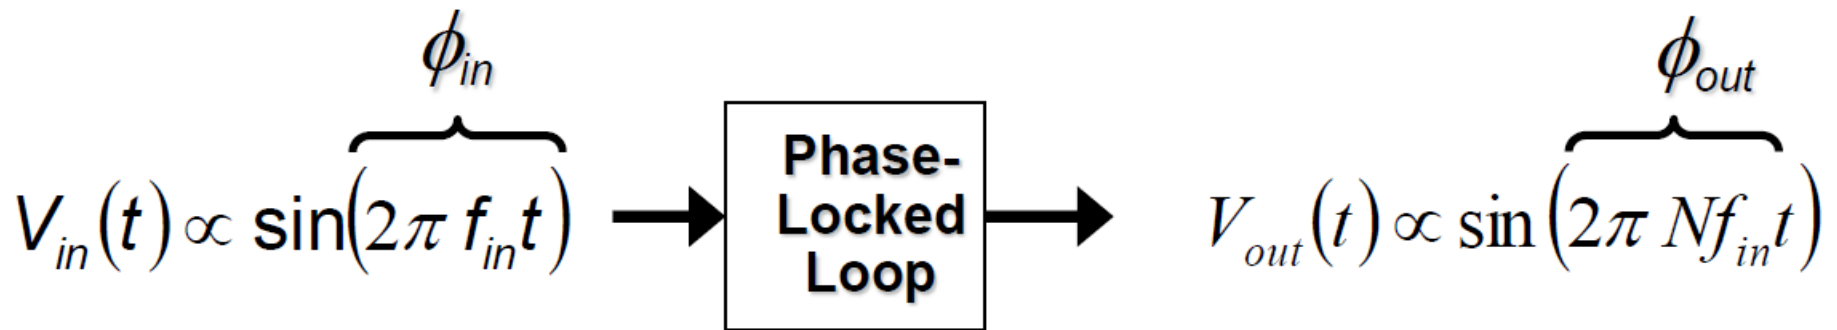 ϕin
ϕout
Vin(t) ∝ sin(2π fint)
Phase-
Locked
Loop
Vout(t) ∝ sin(2π Nfint)